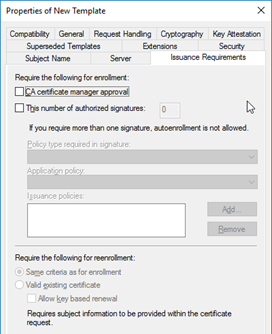 Properties of New Template
Compatibility General Request Handling Cryptography Key Attestation
Superseded Templates Extensions Security
Subject Name Server Issuance Requirements
Require the following for enrollment:
CA certificate manager approval
This number of authorized signatures: 0
If you require more than one signature, autoenrollment is not allowed.
Policy type required in signature:
Application policy:
Issuance policies:
Add...
Remove
Require the following for reenrollment:
Same criteria as for enrollment
Valid existing certificate
Allow key based renewal
Requires subject information to be provided within the certificate
request.